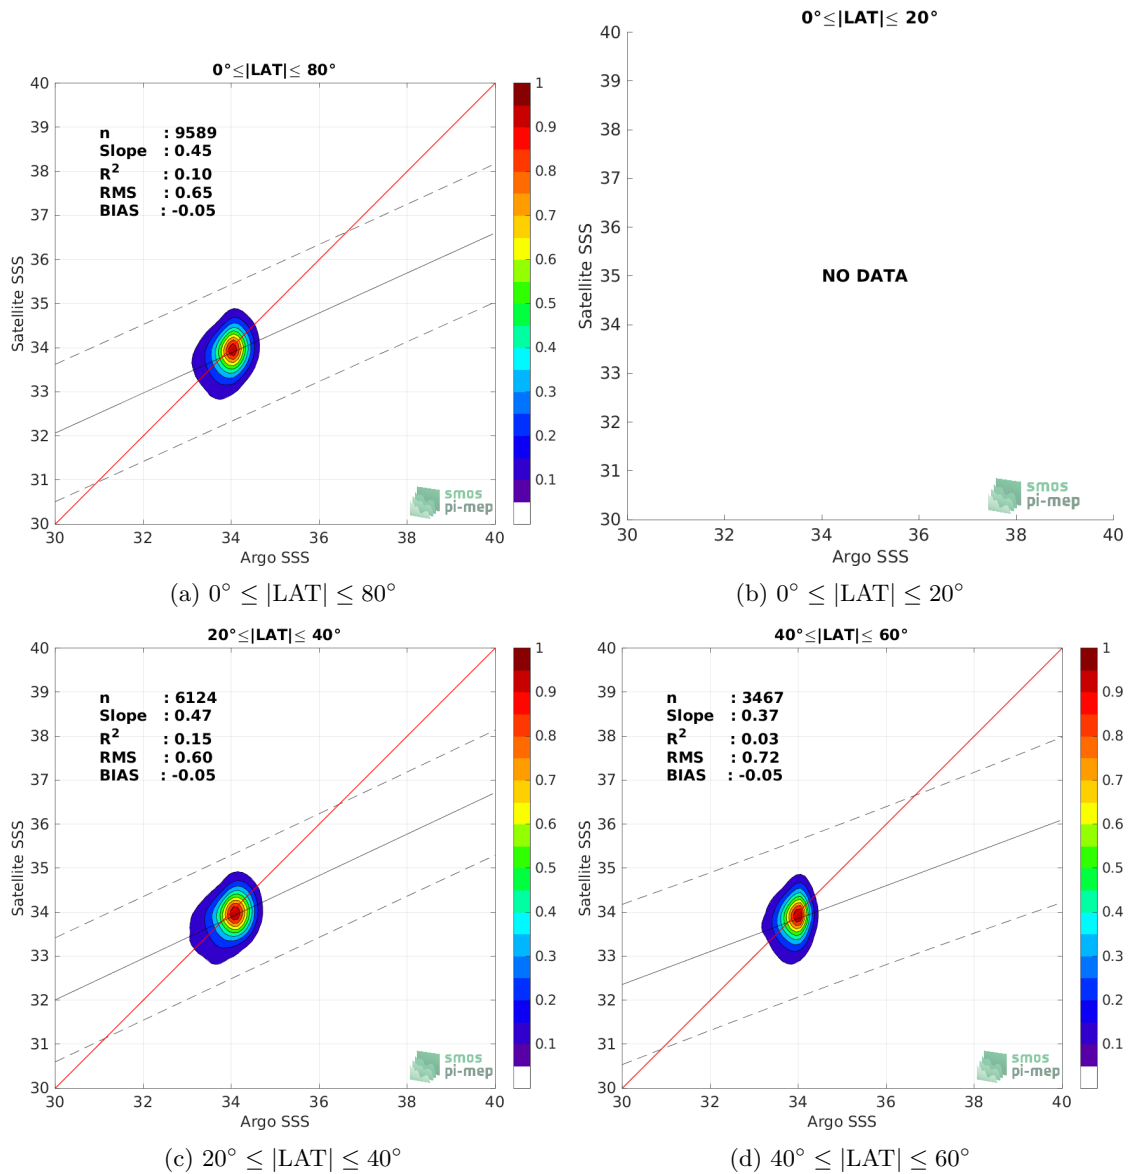 0°≤|LAT|≤ 80°
40
39
38
37
36
35
34
33
32
31
30
n : 9589
Slope : 0.45
R² : 0.10
RMS : 0.65
BIAS : -0.05
Satellite SSS
30 32 34 36 38 40
Argo SSS
smos
pi-mep
1
0.9
0.8
0.7
0.6
0.5
0.4
0.3
0.2
0.1
(a) 0° ≤ |LAT| ≤ 80°
0°≤|LAT|≤ 20°
40
39
38
37
36
35
34
33
32
31
30
Satellite SSS
NO DATA
smos
pi-mep
30 32 34 36 38 40
Argo SSS
(b) 0° ≤ |LAT| ≤ 20°
20°≤|LAT|≤ 40°
40
39
38
37
36
35
34
33
32
31
30
n : 6124
Slope : 0.47
R² : 0.15
RMS : 0.60
BIAS : -0.05
Satellite SSS
30 32 34 36 38 40
Argo SSS
smos
pi-mep
1
0.9
0.8
0.7
0.6
0.5
0.4
0.3
0.2
0.1
(c) 20° ≤ |LAT| ≤ 40°
40°≤|LAT|≤ 60°
40
39
38
37
36
35
34
33
32
31
30
n : 3467
Slope : 0.37
R² : 0.03
RMS : 0.72
BIAS : -0.05
Satellite SSS
30 32 34 36 38 40
Argo SSS
smos
pi-mep
1
0.9
0.8
0.7
0.6
0.5
0.4
0.3
0.2
0.1
(d) 40° ≤ |LAT| ≤ 60°